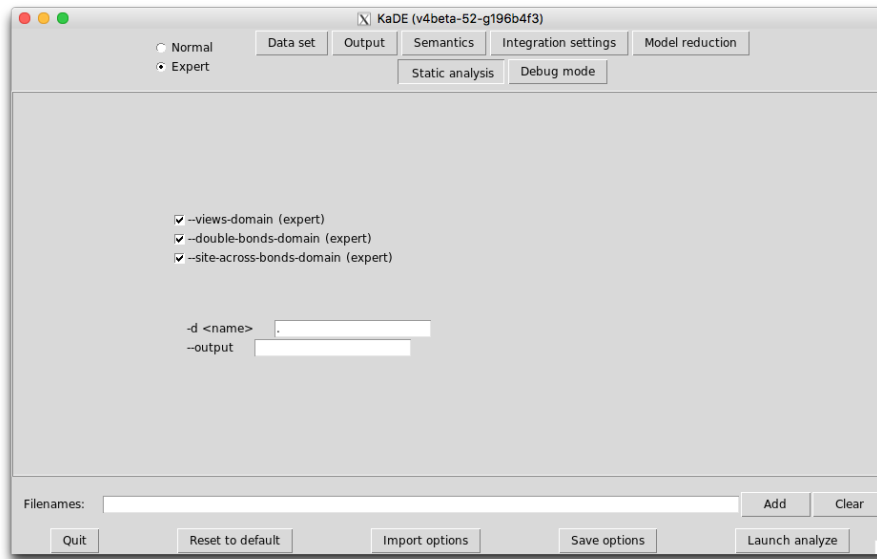 KaDE (v4beta-52-g196b4f3)
Normal
Expert
Data set Output Semantics Integration settings Model reduction
Static analysis Debug mode
--views-domain (expert)
--double-bonds-domain (expert)
--site-across-bonds-domain (expert)
-d <name> .
--output
Filenames: Add Clear
Quit Reset to default Import options Save options Launch analyze